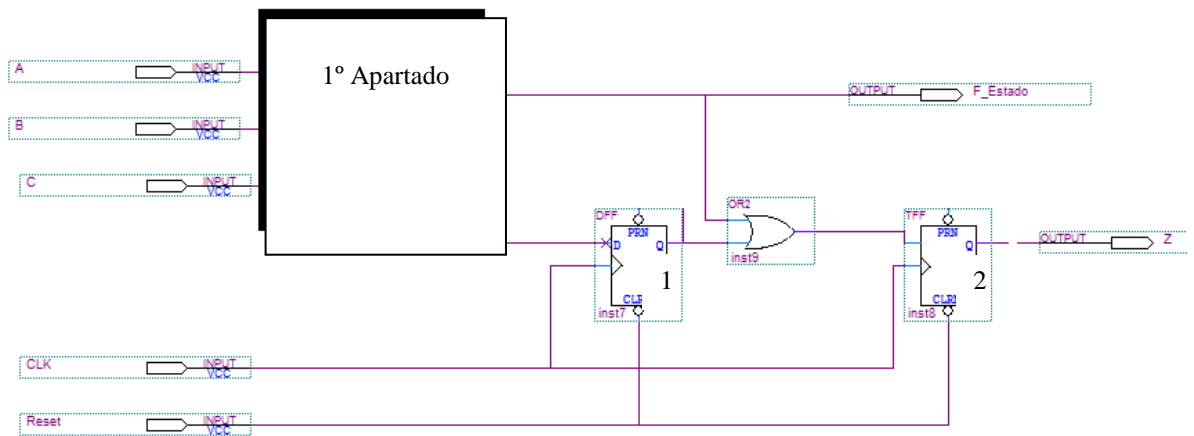 1º Apartado
A
INPUT
VCC
B
INPUT
VCC
C
INPUT
VCC
OUTPUT
F_Estado
DFF
PRN
D
Q
1
CLR
inst7
OR2
inst9
TFF
PRN
Q
2
CLRN
inst8
OUTPUT
Z
CLK
INPUT
VCC
Reset
INPUT
VCC